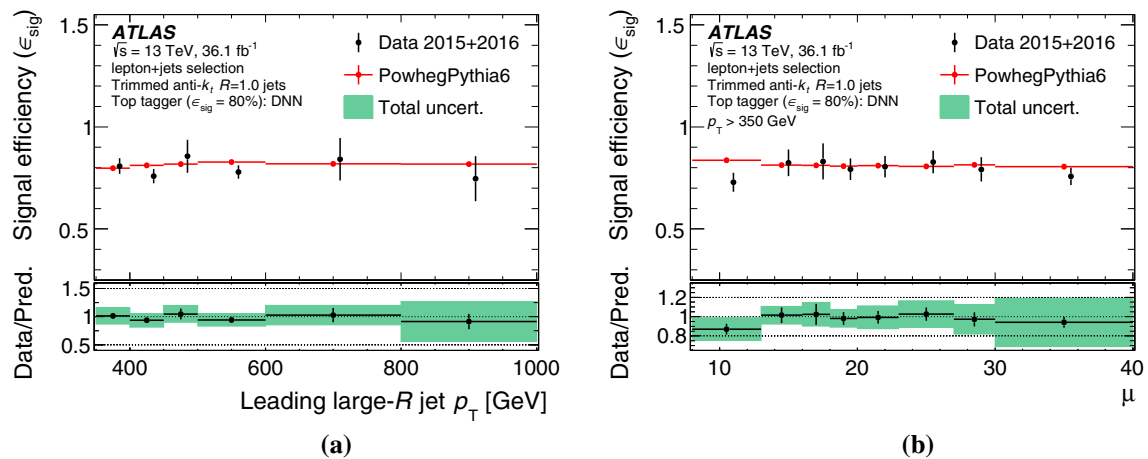 Signal efficiency (ϵsig)
1.5
1
0.5
ATLAS
√s = 13 TeV, 36.1 fb-1
lepton+jets selection
Trimmed anti-kt R=1.0 jets
Top tagger (ϵsig = 80%): DNN
Data 2015+2016
PowhegPythia6
Total uncert.
Data/Pred.
1.5
1
0.5
400 600 800 1000
Leading large-R jet pT [GeV]
(a)
Signal efficiency (ϵsig)
1.5
1
0.5
ATLAS
√s = 13 TeV, 36.1 fb-1
lepton+jets selection
Trimmed anti-kt R=1.0 jets
Top tagger (ϵsig = 80%): DNN
pT > 350 GeV
Data 2015+2016
PowhegPythia6
Total uncert.
Data/Pred.
1.2
1
0.8
10 20 30 40
μ
(b)